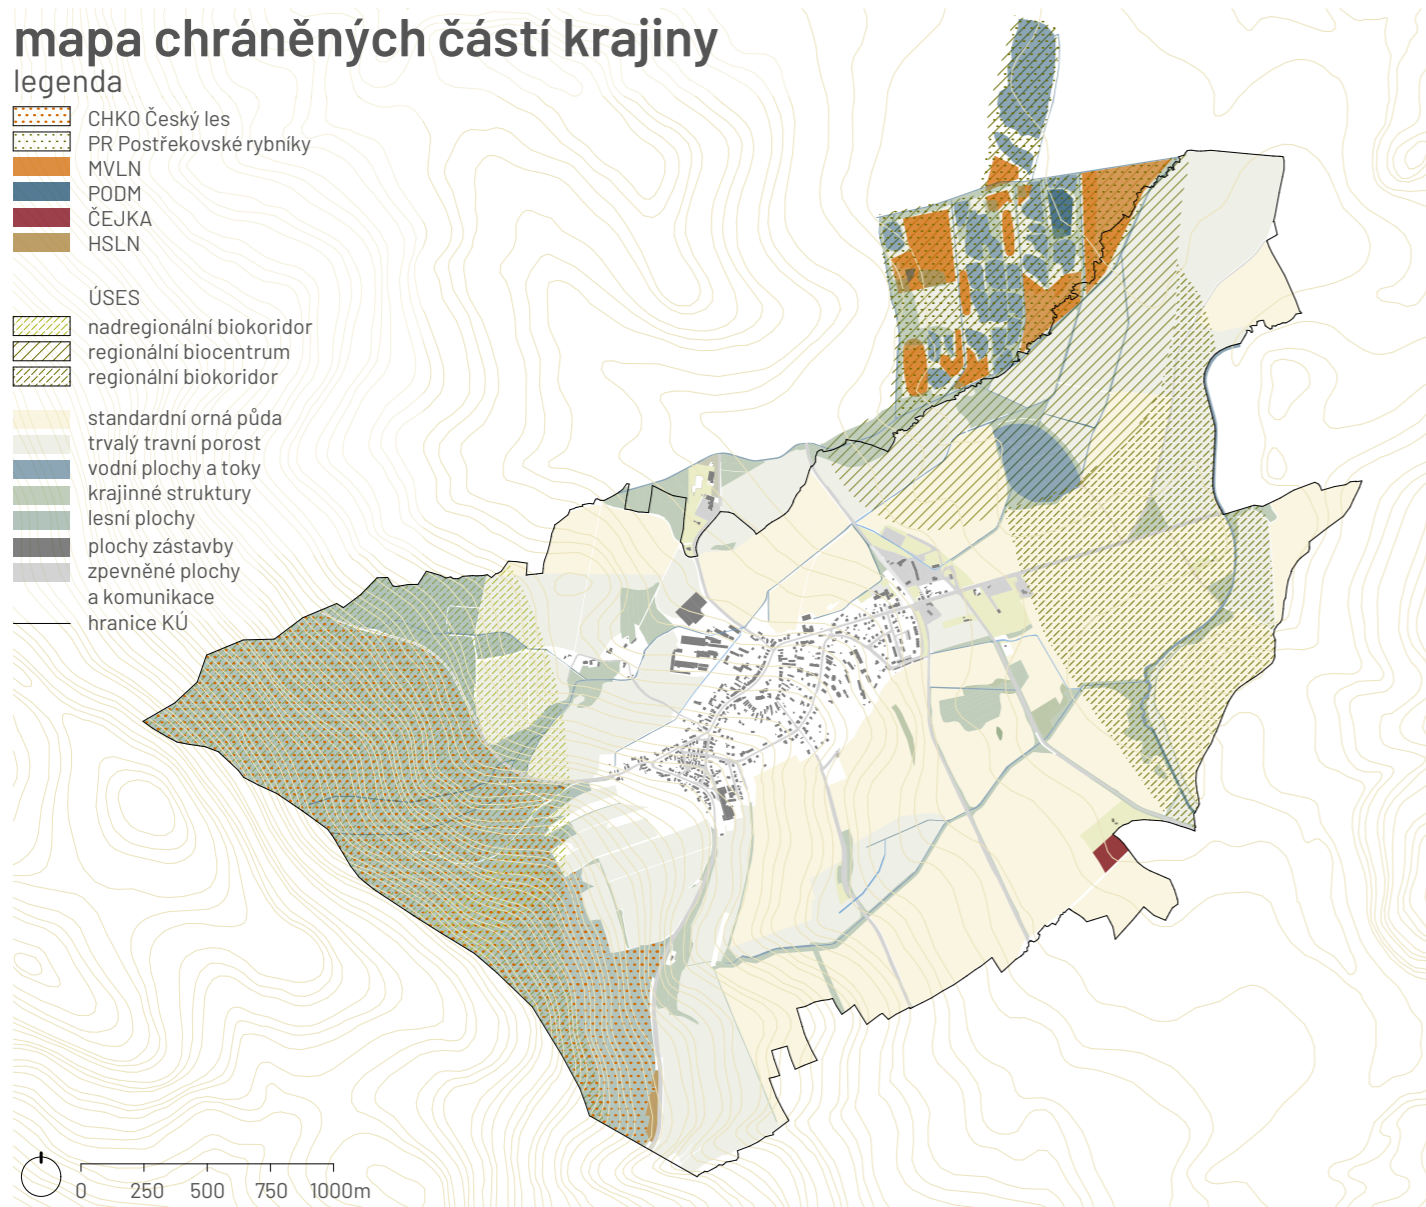 mapa chráněných částí krajiny
legenda
CHKO Český les
PR Postřekovské rybníky
MVLN
PODM
ČEJKA
HSLN
ÚSES
nadregionální biokoridor
regionální biocentrum
regionální biokoridor
standardní orná půda
trvalý travní porost
vodní plochy a toky
krajinné struktury
lesní plochy
plochy zástavby
zpevněné plochy
a komunikace
hranice KÚ
0 250 500 750 1000m